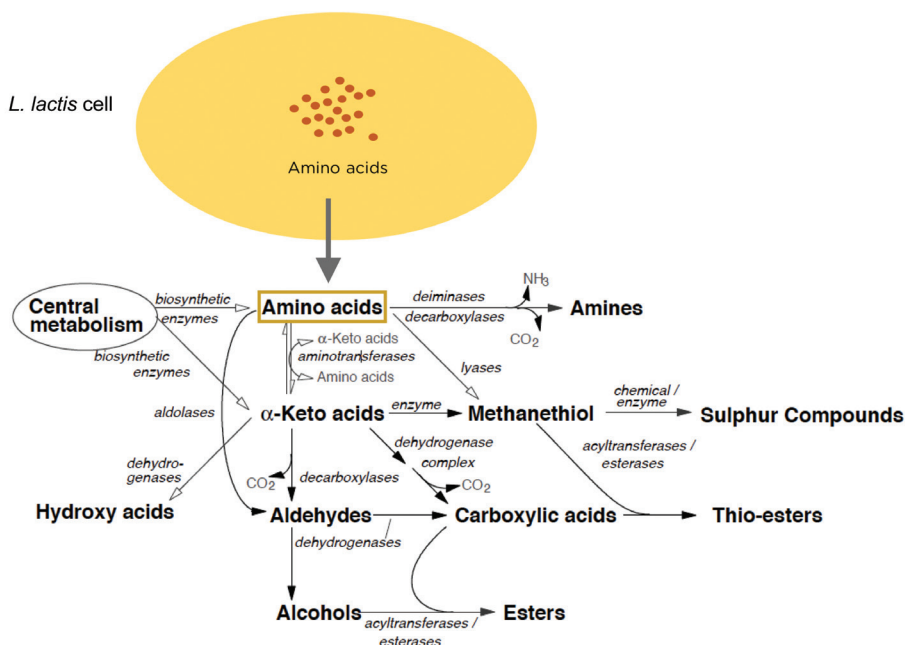 L. lactis cell
Amino acids
Central
metabolism
biosynthetic
enzymes
biosynthetic
enzymes
Amino acids
deiminases
decarboxylases
NH3
CO2
Amines
α-Keto acids
aminotransferases
Amino acids
lyases
aldolases
α-Keto acids
enzyme
Methanethiol
chemical /
enzyme
Sulphur Compounds
dehydro-
genases
CO2
decarboxylases
dehydrogenase
complex
CO2
acyltransferases /
esterases
Hydroxy acids
Aldehydes
dehydrogenases
Carboxylic acids
Thio-esters
Alcohols
acyltransferases /
esterases
Esters